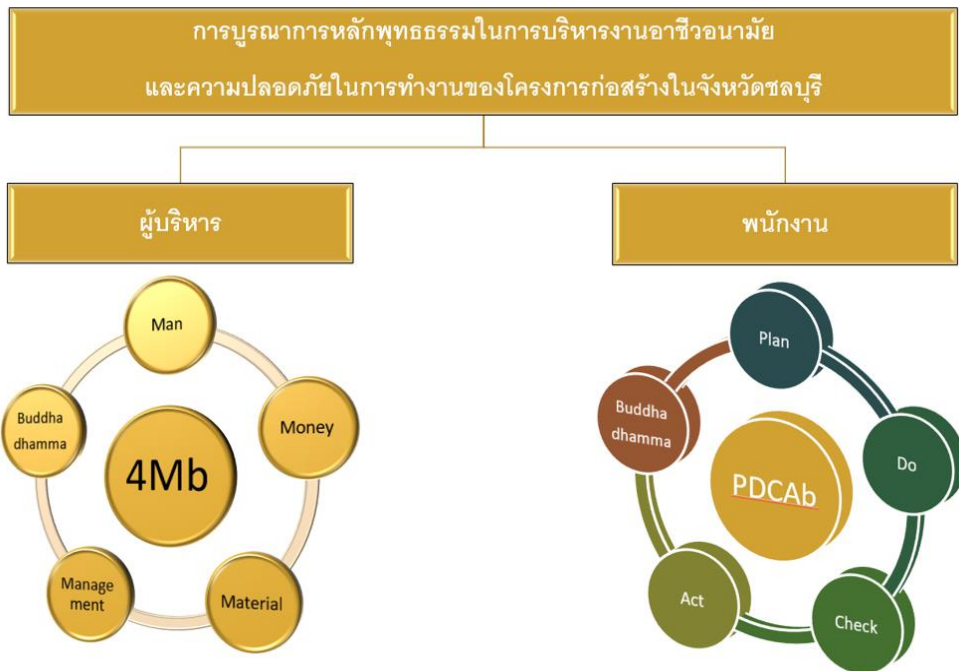 การบูรณาการหลักพุทธธรรมในการบริหารงานอาชีวอนามัย
และความปลอดภัยในการทำงานของโครงการก่อสร้างในจังหวัดชลบุรี
ผู้บริหาร
พนักงาน
Man
Money
Material
Manage
ment
Buddha
dhamma
4Mb
Plan
Do
Check
Act
Buddha
dhamma
PDCAb